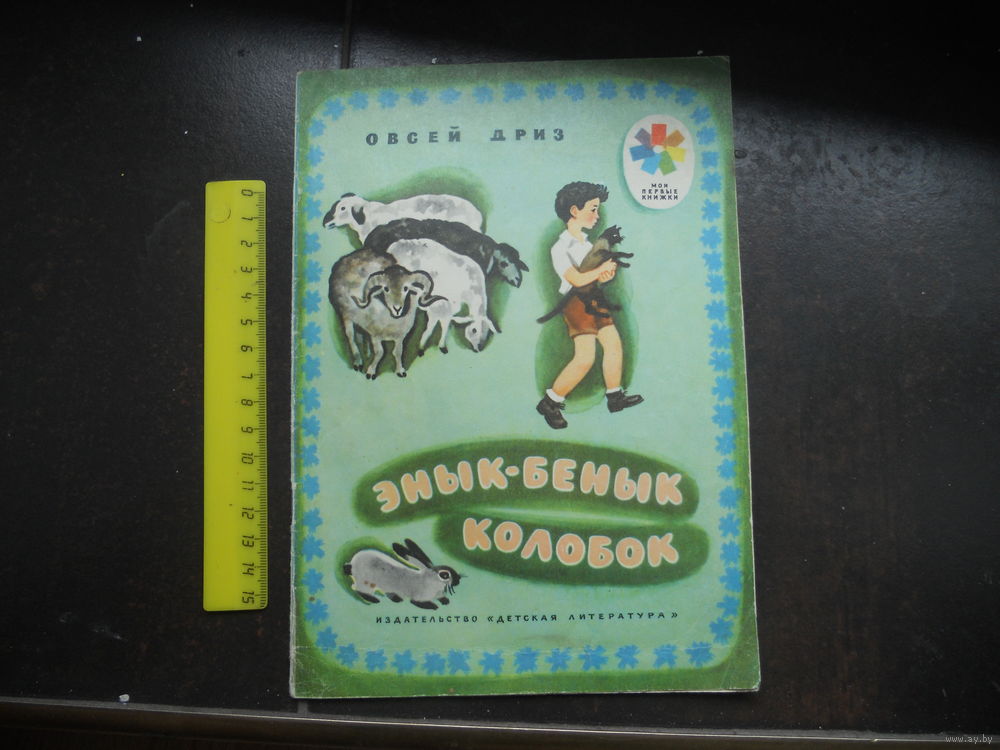 ОВСЕЙ ДРИЗ
МОИ
ПЕРВЫЕ
КНИЖКИ
ЭНЫК-БЕНЫК
КОЛОБОК
ИЗДАТЕЛЬСТВО «ДЕТСКАЯ ЛИТЕРАТУРА»
0 1 2 3 4 5 6 7 8 9 10 11 12 13 14 15
www.ay.by